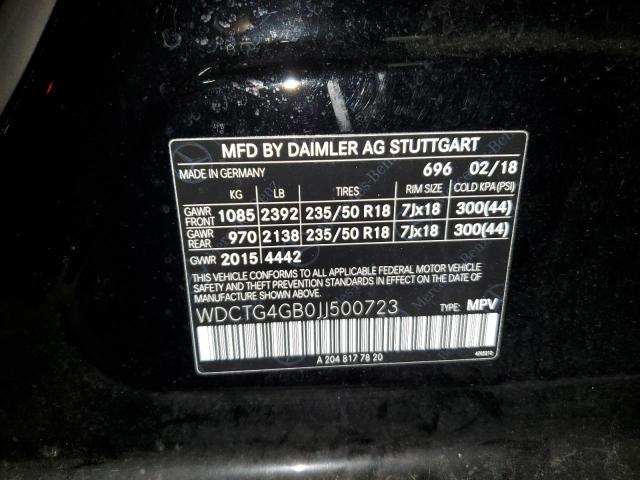 MFD BY DAIMLER AG STUTTGART
MADE IN GERMANY 696 02/18
KG LB TIRES RIM SIZE COLD KPA(PSI)
GAWR FRONT 1085 2392 235/50 R18 7Jx18 300(44)
GAWR REAR 970 2138 235/50 R18 7Jx18 300(44)
GVWR 2015 4442
THIS VEHICLE CONFORMS TO ALL APPLICABLE FEDERAL MOTOR VEHICLE
SAFETY AND THEFT PREVENTION STANDARDS IN EFFECT ON THE DATE
OF MANUFACTURE SHOWN ABOVE.
WDCTG4GB0JJ500723 TYPE: MPV
A 204 817 78 20
Mercedes-Benz